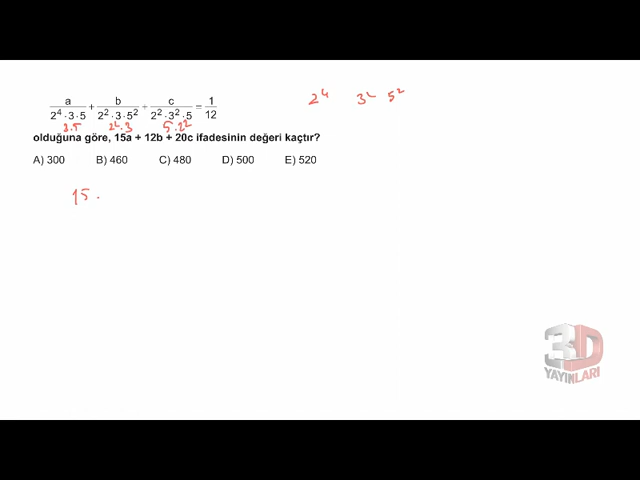 a/(2⁴·3·5) + b/(2²·3·5²) + c/(2²·3²·5) = 1/12
2⁴ 3² 5²
3.5 2².3 5.2²
olduğuna göre, 15a + 12b + 20c ifadesinin değeri kaçtır?
A) 300 B) 460 C) 480 D) 500 E) 520
15 .
3D
YAYINLARI